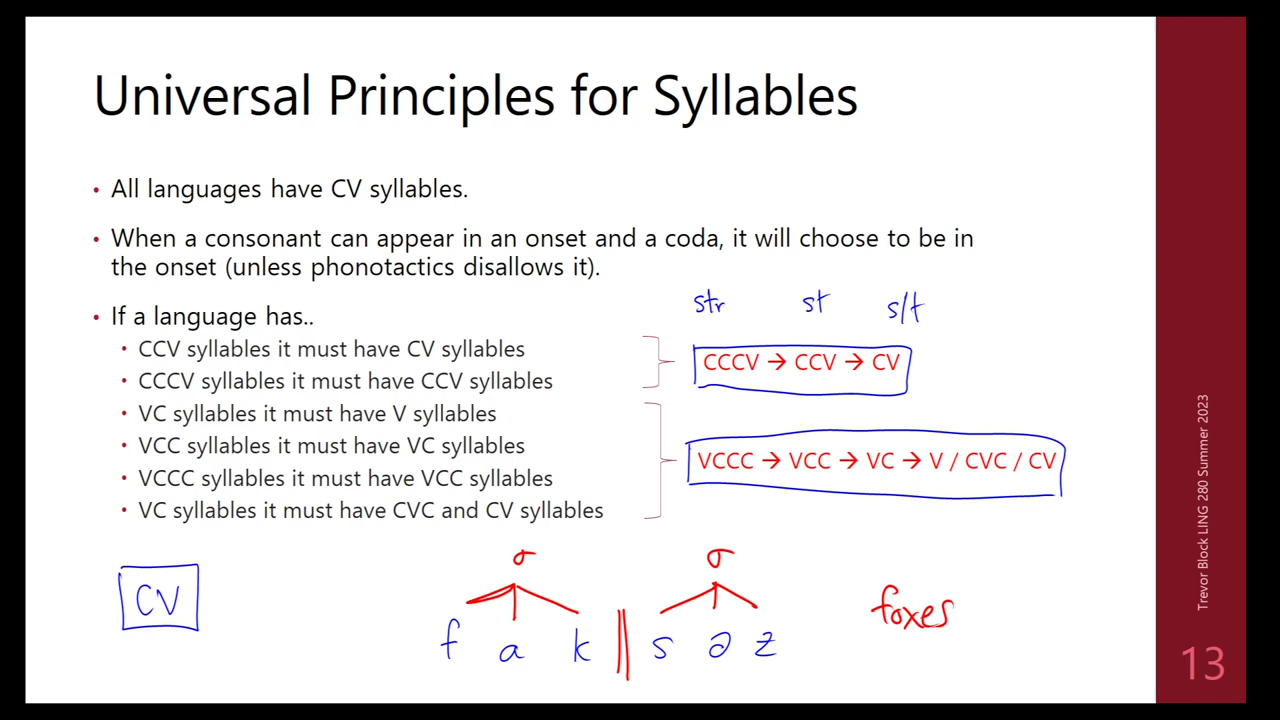 Universal Principles for Syllables
• All languages have CV syllables.
• When a consonant can appear in an onset and a coda, it will choose to be in
the onset (unless phonotactics disallows it).
• If a language has..
• CCV syllables it must have CV syllables
• CCCV syllables it must have CCV syllables
• VC syllables it must have V syllables
• VCC syllables it must have VC syllables
• VCCC syllables it must have VCC syllables
• VC syllables it must have CVC and CV syllables
str st s/t
CCCV → CCV → CV
VCCC → VCC → VC → V / CVC / CV
CV
σ σ
f a k || s ə z
foxes
Trevor Block LING 280 Summer 2023
13